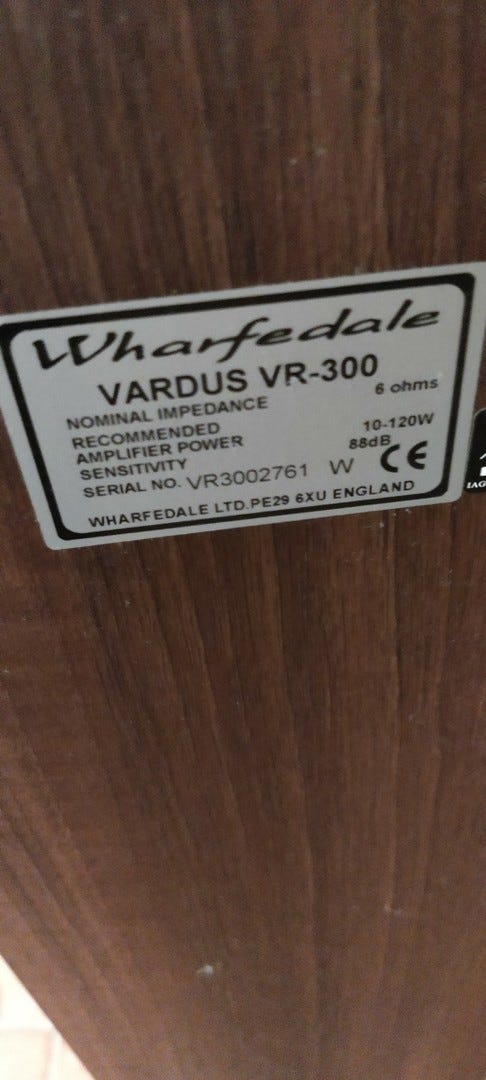 Wharfedale
VARDUS VR-300
NOMINAL IMPEDANCE 6 ohms
RECOMMENDED
AMPLIFIER POWER 10-120W
SENSITIVITY 88dB
SERIAL NO. VR3002761 W CE
WHARFEDALE LTD.PE29 6XU ENGLAND